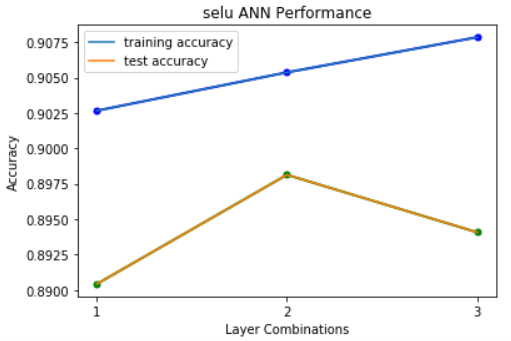 selu ANN Performance
training accuracy
test accuracy
0.9075
0.9050
0.9025
0.9000
0.8975
0.8950
0.8925
0.8900
Accuracy
1 2 3
Layer Combinations